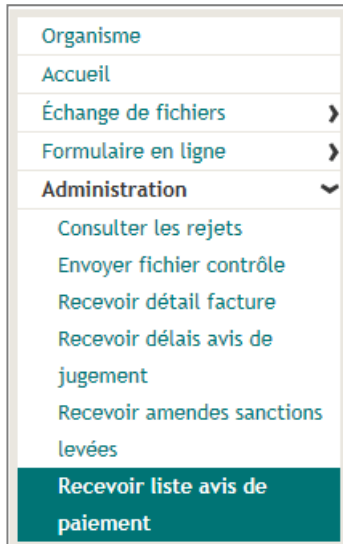 Organisme
Accueil
Échange de fichiers
Formulaire en ligne
Administration
Consulter les rejets
Envoyer fichier contrôle
Recevoir détail facture
Recevoir délais avis de
jugement
Recevoir amendes sanctions
levées
Recevoir liste avis de
paiement